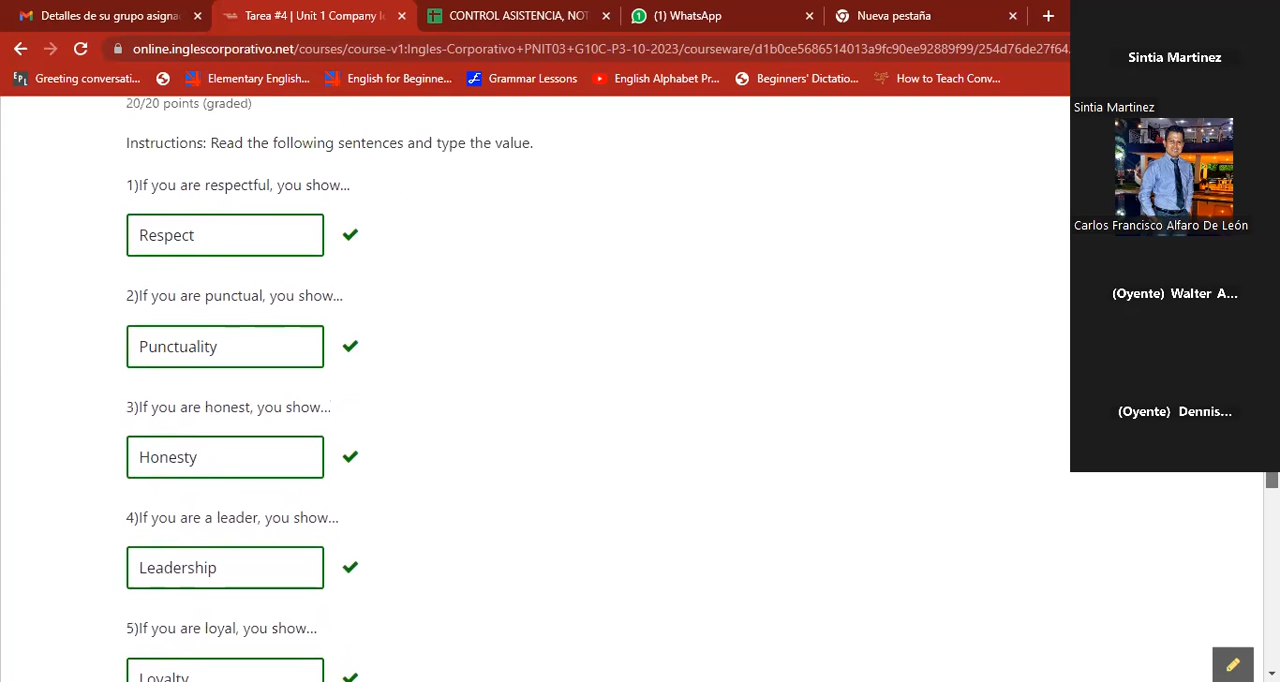 Detalles de su grupo asigna
Tarea #4 | Unit 1 Company I
CONTROL ASISTENCIA, NOT
(1) WhatsApp
Nueva pestaña
online.inglescorporativo.net/courses/course-v1:Ingles-Corporativo+PNIT03+G10C-P3-10-2023/courseware/d1b0ce5686514013a9fc90ee92889f99/254d76de27f64
Greeting conversati...
Elementary English...
English for Beginne...
Grammar Lessons
English Alphabet Pr...
Beginners' Dictatio...
How to Teach Conv...
20/20 points (graded)
Instructions: Read the following sentences and type the value.
1)If you are respectful, you show...
Respect
2)If you are punctual, you show...
Punctuality
3)If you are honest, you show...
Honesty
4)If you are a leader, you show...
Leadership
5)If you are loyal, you show...
Loyalty
Sintia Martinez
Sintia Martinez
Carlos Francisco Alfaro De León
(Oyente) Walter A...
(Oyente) Dennis...